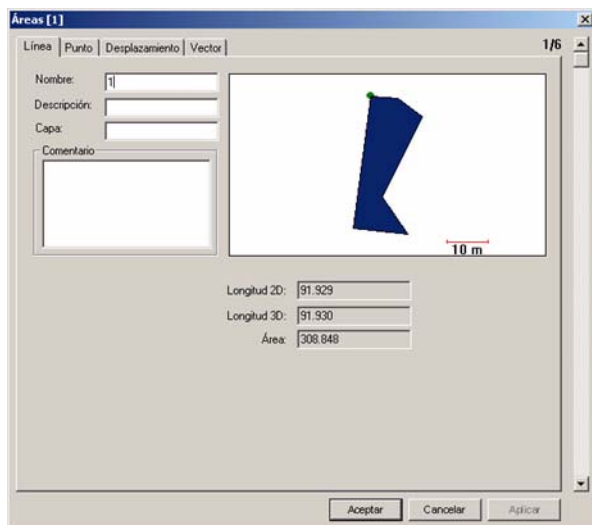 Áreas [1]
Línea Punto Desplazamiento Vector 1/6
Nombre: 1
Descripción:
Capa:
Comentario
10 m
Longitud 2D: 91.929
Longitud 3D: 91.930
Área: 308.848
Aceptar Cancelar Aplicar